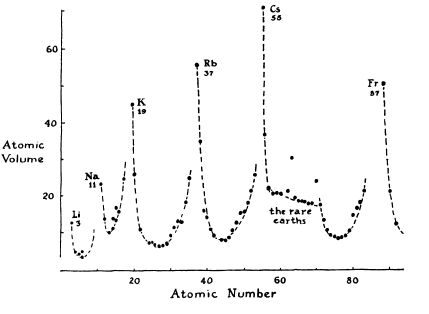 Cs
55
60
Rb
37
Fr
87
K
19
40
Atomic
Volume
Na
11
20
Li
3
the rare
earths
20
40
60
80
Atomic Number